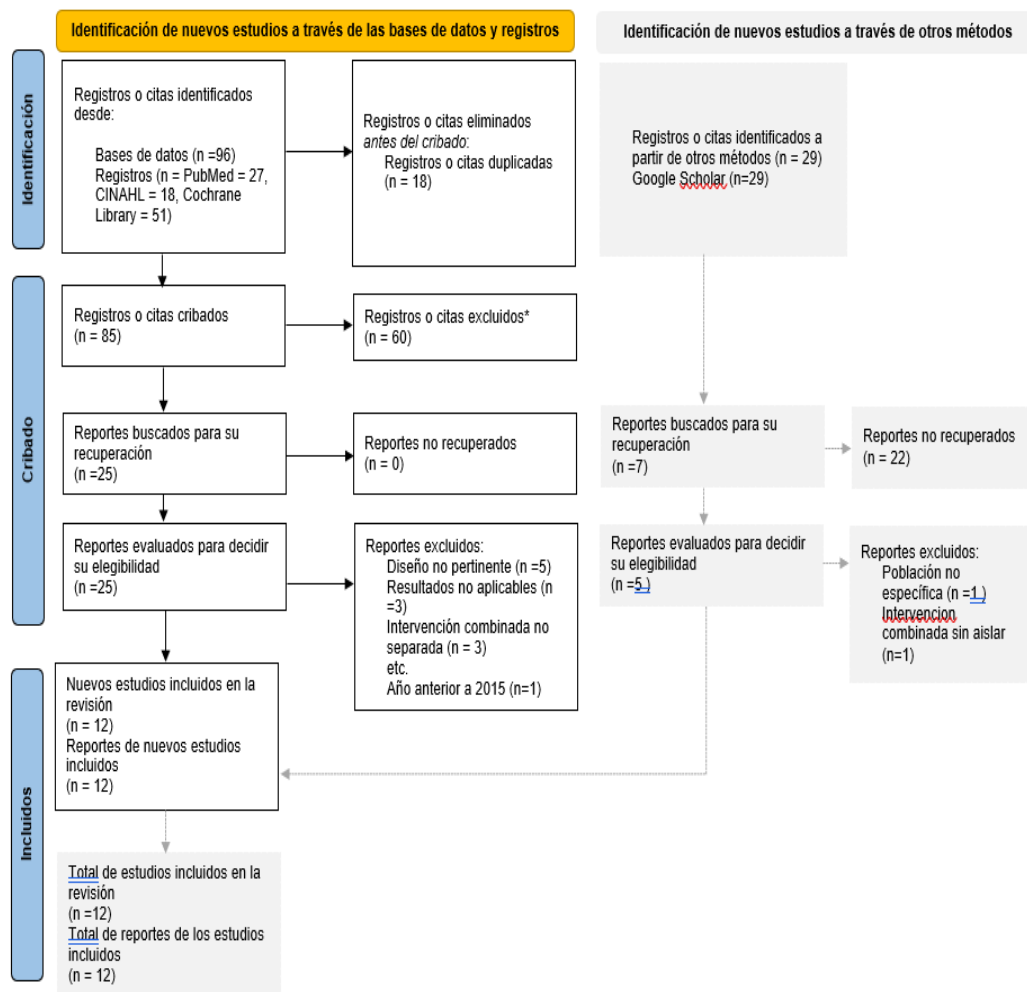 Identificación de nuevos estudios a través de las bases de datos y registros
Identificación de nuevos estudios a través de otros métodos
Identificación
Registros o citas identificados
desde:
Bases de datos (n =96)
Registros (n = PubMed = 27,
CINAHL = 18, Cochrane
Library = 51)
Registros o citas eliminados
antes del cribado:
Registros o citas duplicadas
(n = 18)
Registros o citas identificados a
partir de otros métodos (n = 29)
Google Scholar (n=29)
Cribado
Registros o citas cribados
(n = 85)
Registros o citas excluidos*
(n = 60)
Reportes buscados para su
recuperación
(n =25)
Reportes no recuperados
(n = 0)
Reportes buscados para su
recuperación
(n =7)
Reportes no recuperados
(n = 22)
Reportes evaluados para decidir
su elegibilidad
(n =25)
Reportes excluidos:
Diseño no pertinente (n =5)
Resultados no aplicables (n
=3)
Intervención combinada no
separada (n = 3)
etc.
Año anterior a 2015 (n=1)
Reportes evaluados para decidir
su elegibilidad
(n =5 )
Reportes excluidos:
Población no
específica (n =1 )
Intervencion
combinada sin aislar
(n=1)
Incluidos
Nuevos estudios incluidos en la
revisión
(n = 12)
Reportes de nuevos estudios
incluidos
(n = 12)
Total de estudios incluidos en la
revisión
(n =12)
Total de reportes de los estudios
incluidos
(n = 12)